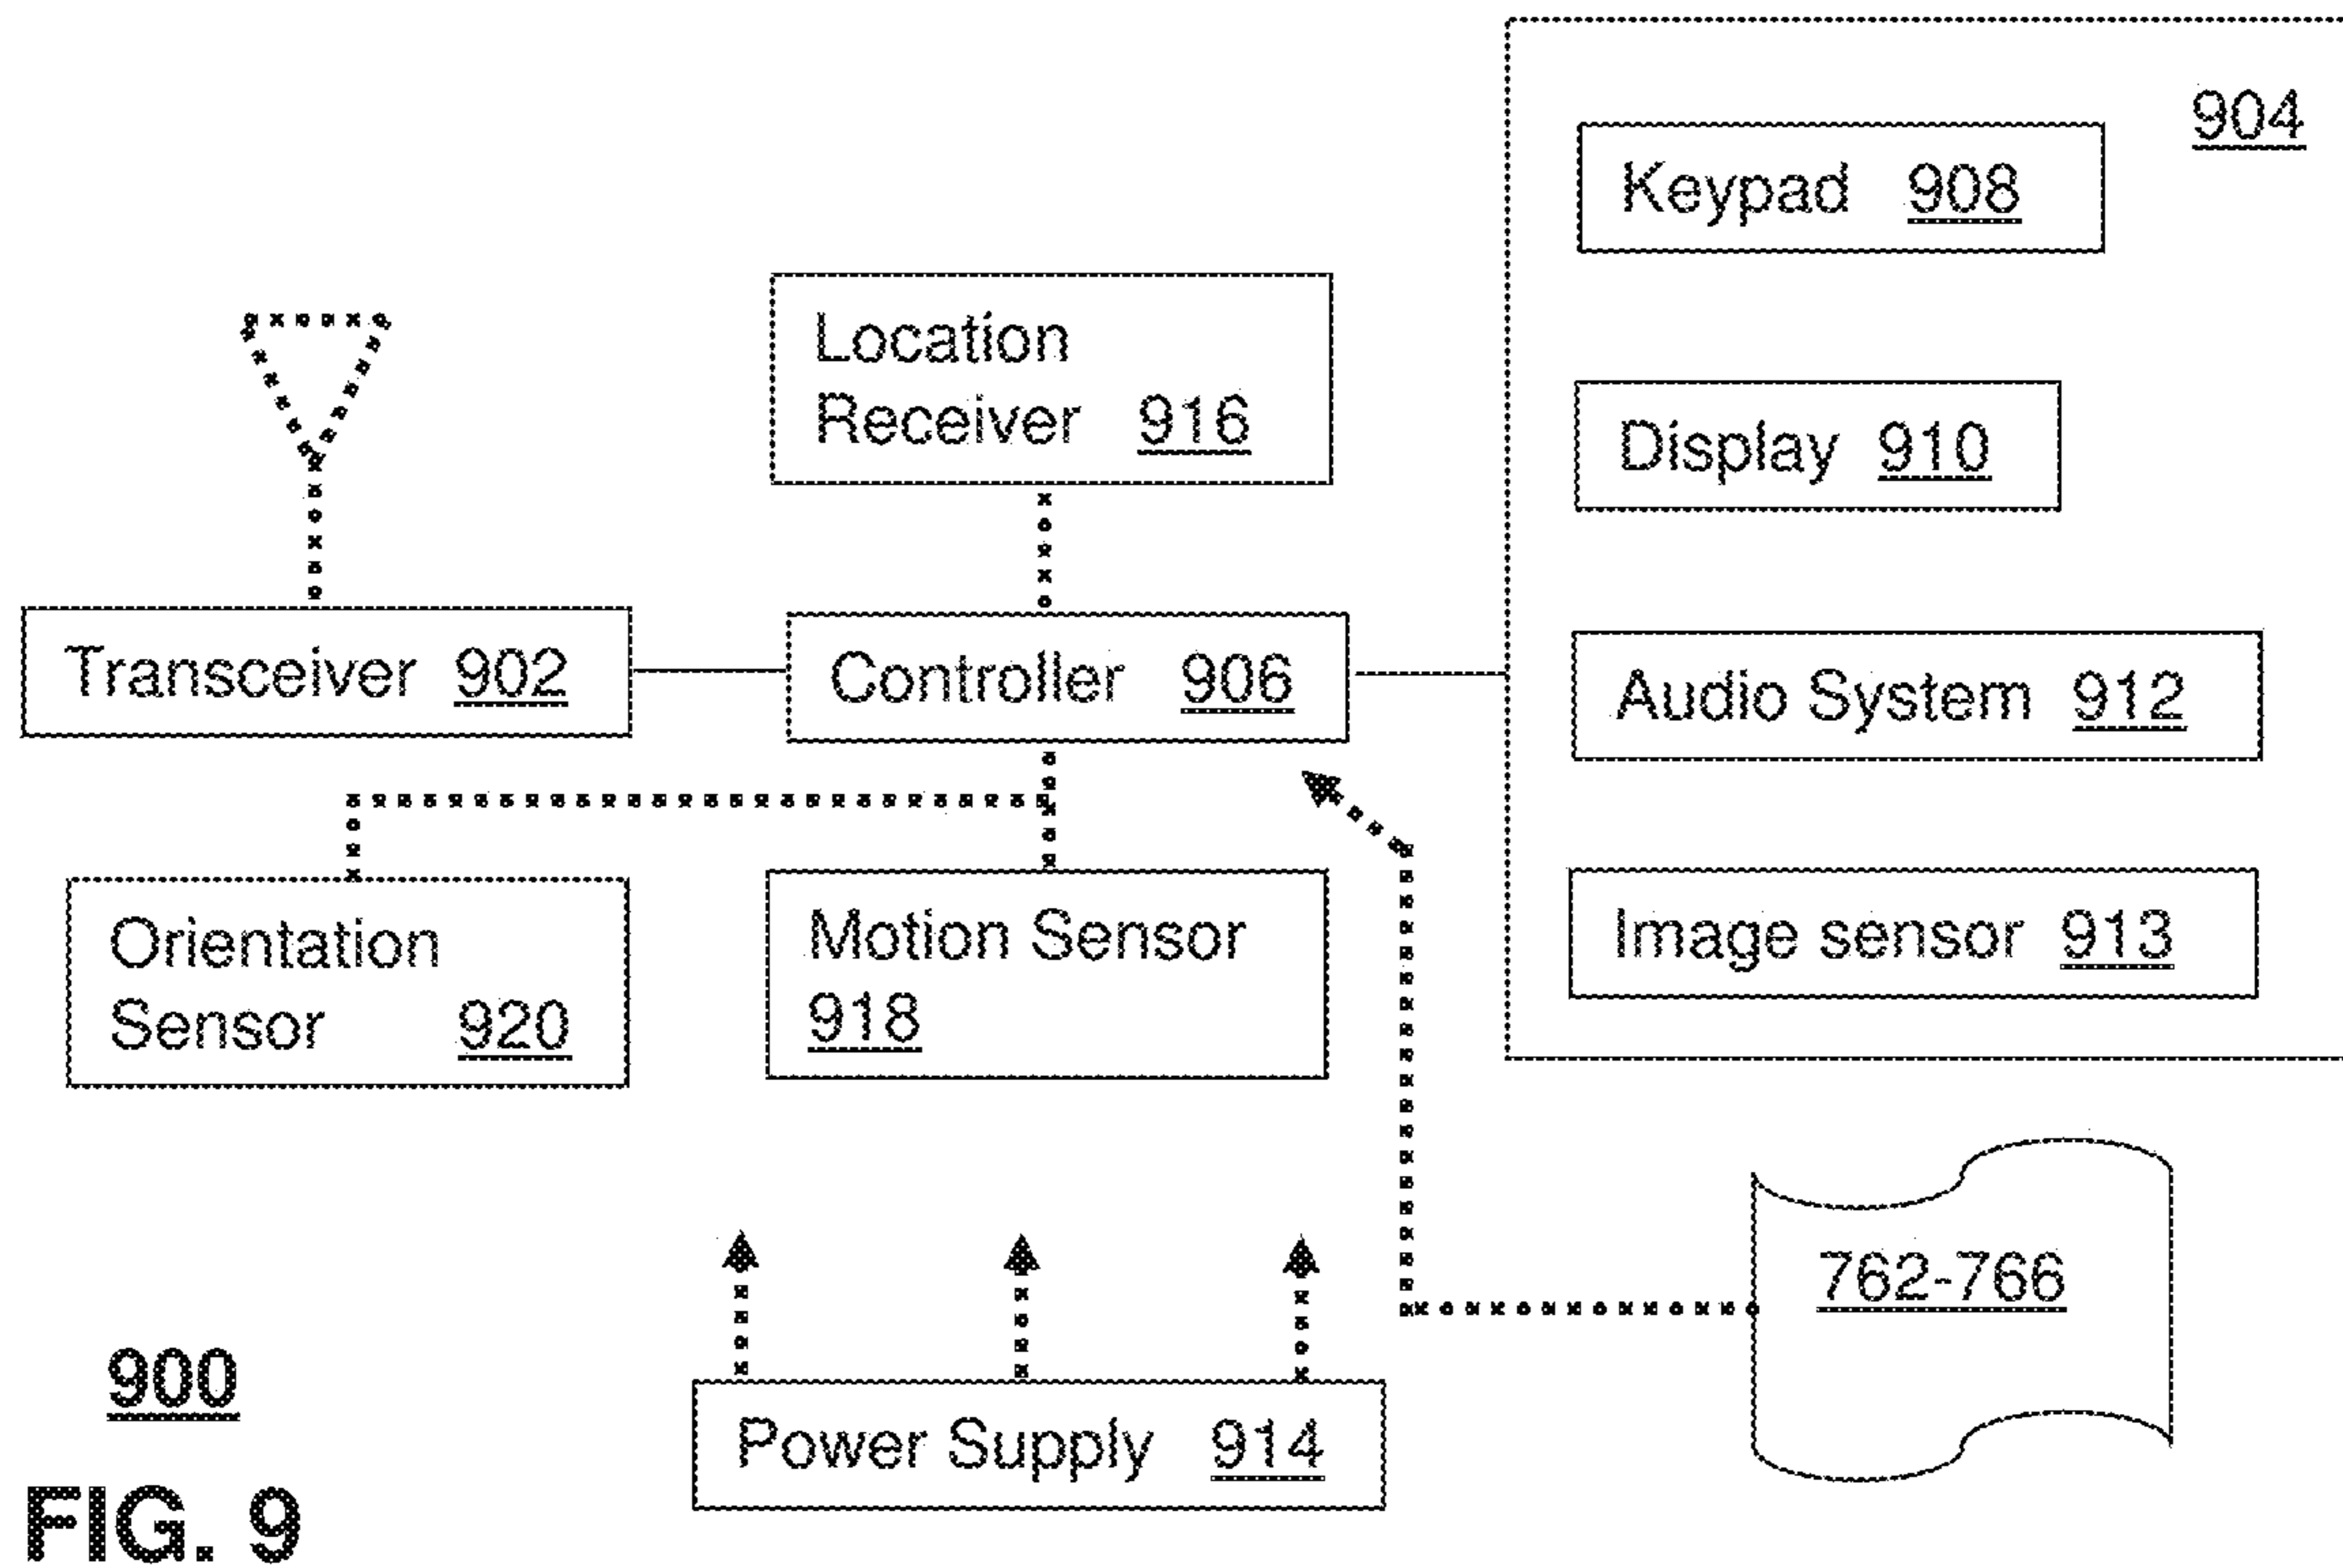 904
Keypad 908
Location
Receiver 916
Display 910
Transceiver 902
Controller 906
Audio System 912
Orientation
Sensor 920
Motion Sensor
918
Image sensor 913
762-766
900
Power Supply 914
FIG. 9